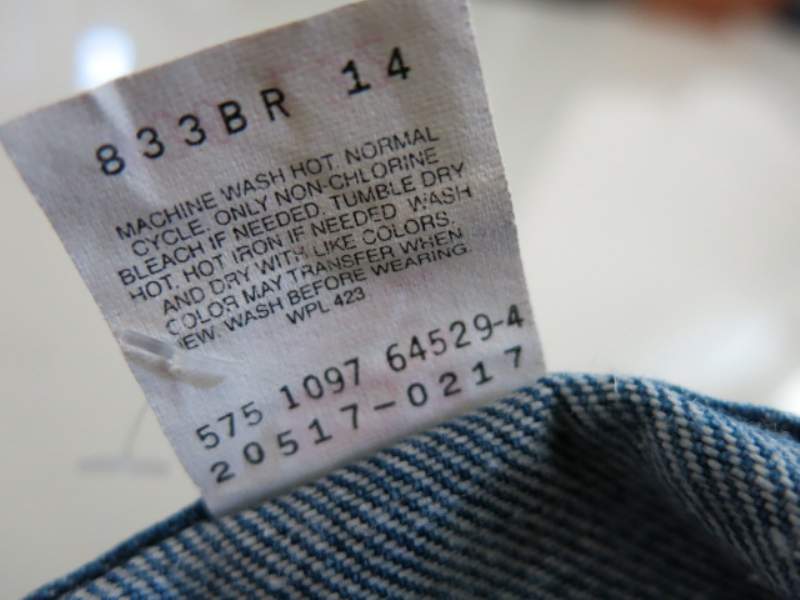 833BR 14
MACHINE WASH HOT NORMAL
CYCLE. ONLY NON-CHLORINE
BLEACH IF NEEDED. TUMBLE DRY
HOT. HOT IRON IF NEEDED. WASH
AND DRY WITH LIKE COLORS.
COLOR MAY TRANSFER WHEN
NEW. WASH BEFORE WEARING.
WPL 423
575 1097 64529-4
20517-0217